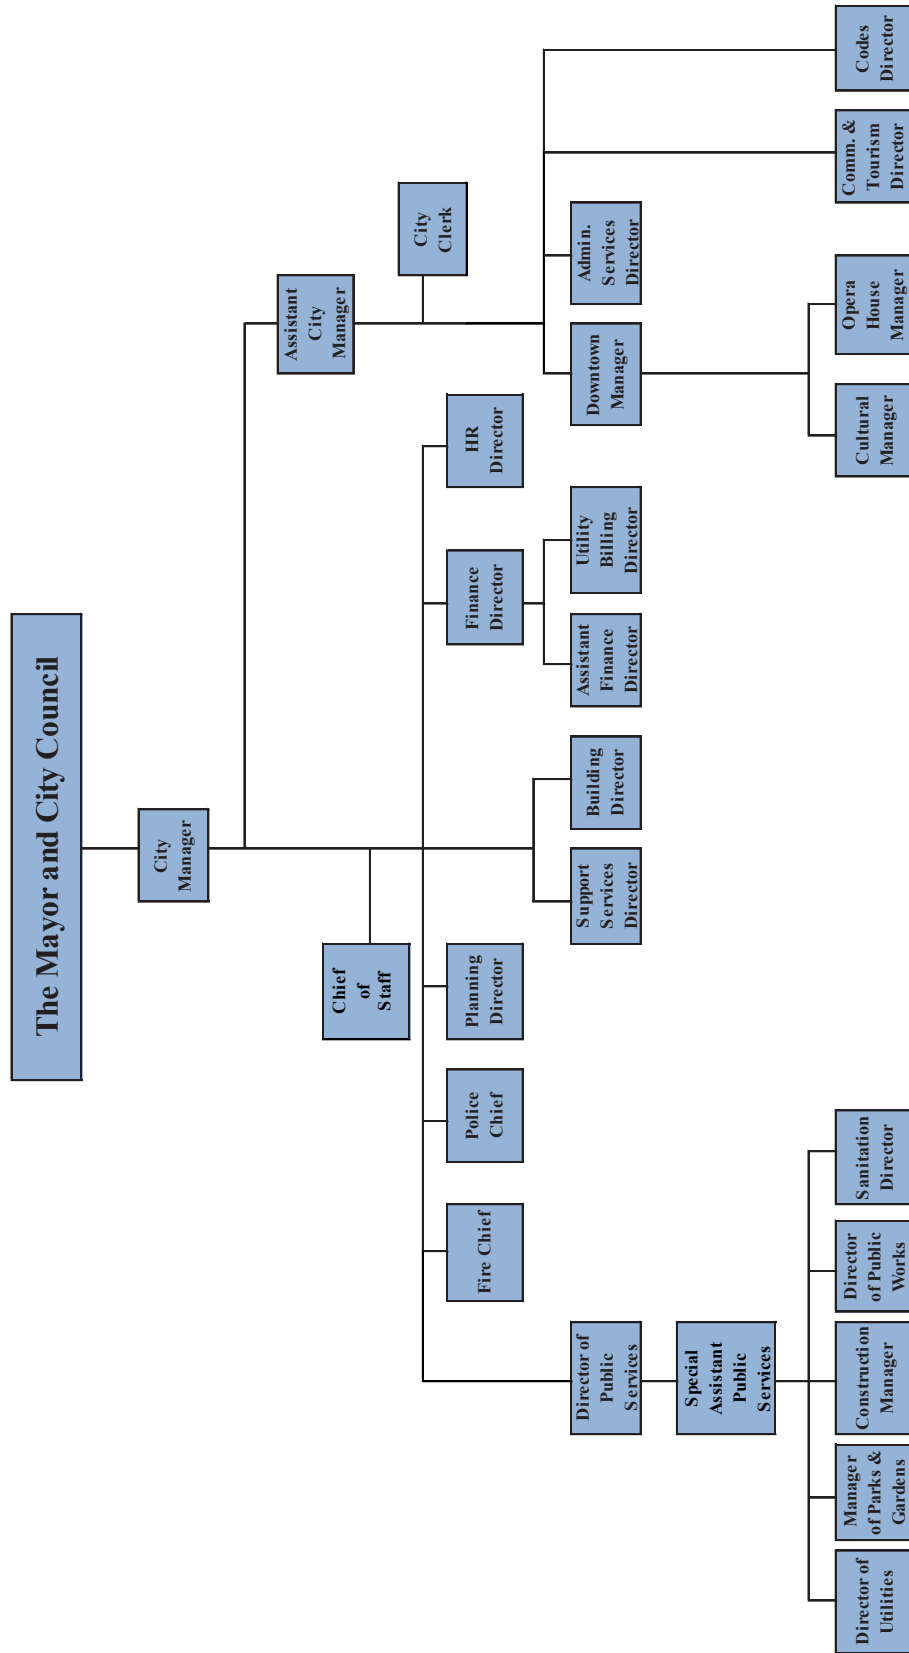 The Mayor and City Council
City
Manager
Assistant
City
Manager
Chief
of
Staff
City
Clerk
Fire Chief
Police
Chief
Planning
Director
Finance
Director
HR
Director
Director of
Public
Services
Support
Services
Director
Building
Director
Assistant
Finance
Director
Utility
Billing
Director
Downtown
Manager
Admin.
Services
Director
Special
Assistant
Public
Services
Director of
Utilities
Manager
of Parks &
Gardens
Construction
Manager
Director
of Public
Works
Sanitation
Director
Cultural
Manager
Opera
House
Manager
Comm. &
Tourism
Director
Codes
Director